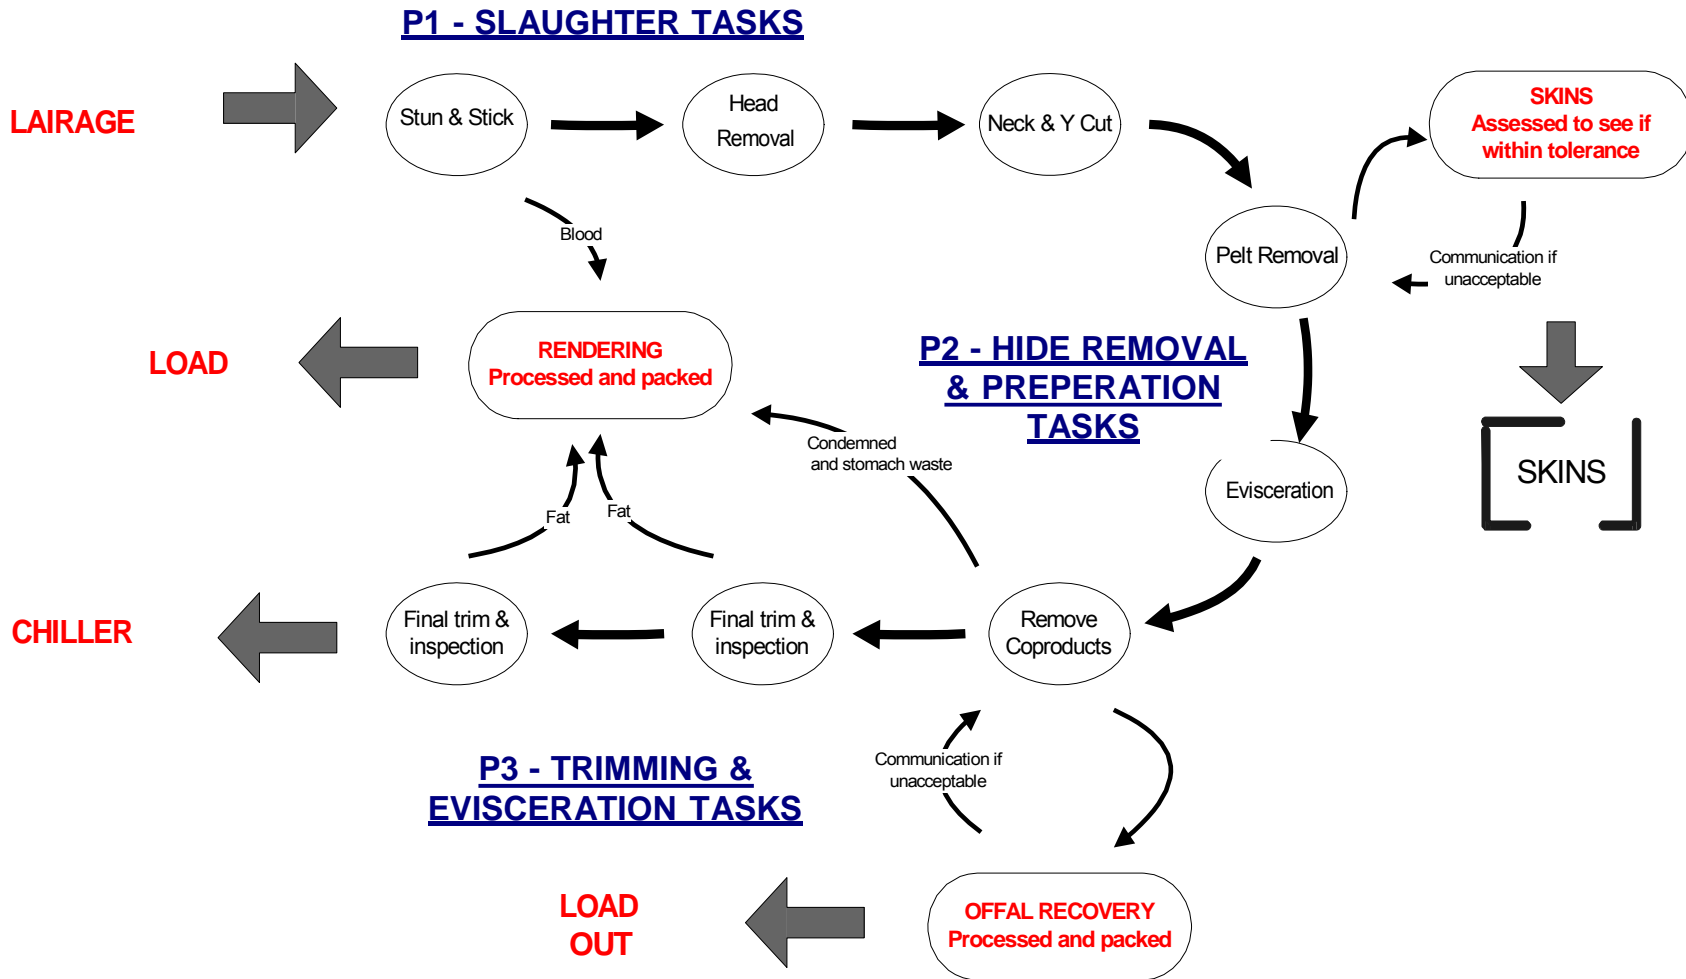 P1 - SLAUGHTER TASKS
LAIRAGE
Stun & Stick
Head
Removal
Neck & Y Cut
SKINS
Assessed to see if
within tolerance
Blood
Pelt Removal
Communication if
unacceptable
LOAD
RENDERING
Processed and packed
P2 - HIDE REMOVAL
& PREPERATION
TASKS
Condemned
and stomach waste
Evisceration
SKINS
Fat
Fat
CHILLER
Final trim &
inspection
Final trim &
inspection
Remove
Coproducts
P3 - TRIMMING &
EVISCERATION TASKS
Communication if
unacceptable
LOAD
OUT
OFFAL RECOVERY
Processed and packed